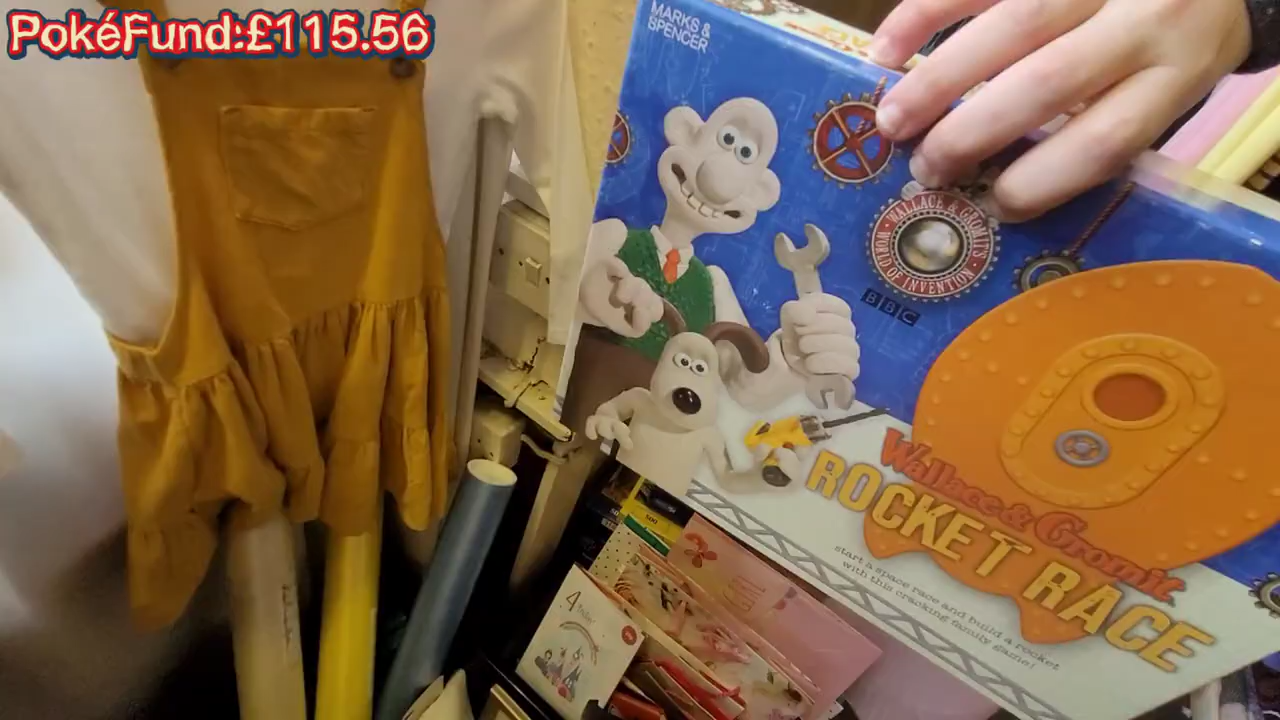 PokéFund:£115.56
MARKS &
SPENCER
WALLACE & GROMIT'S
WORLD OF INVENTION
BBC
Wallace & Gromit
ROCKET RACE
start a space race and build a rocket
with this cracking family game!
500
4